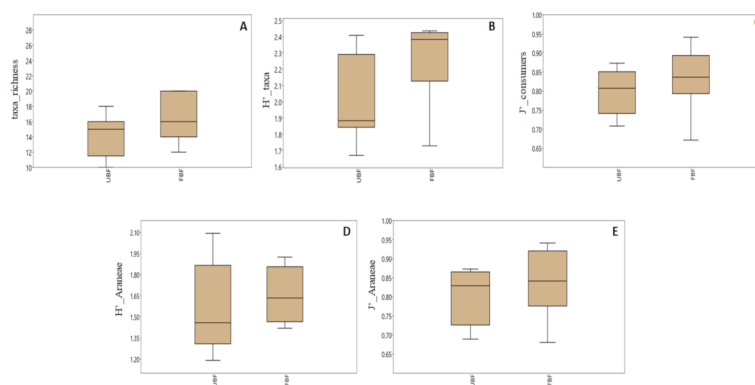 A
taxa_richness
28
26
24
22
20
18
16
14
12
10
UBF
FBF
B
H'_taxa
2.5
2.4
2.3
2.2
2.1
2.0
1.9
1.8
1.7
1.6
UBF
FBF
J'_consumers
1.00
0.95
0.90
0.85
0.80
0.75
0.70
0.65
UBF
FBF
D
H'_Araneae
2.10
1.95
1.80
1.65
1.50
1.35
1.20
UBF
FBF
E
J'_Araneae
1.00
0.95
0.90
0.85
0.80
0.75
0.70
0.65
UBF
FBF